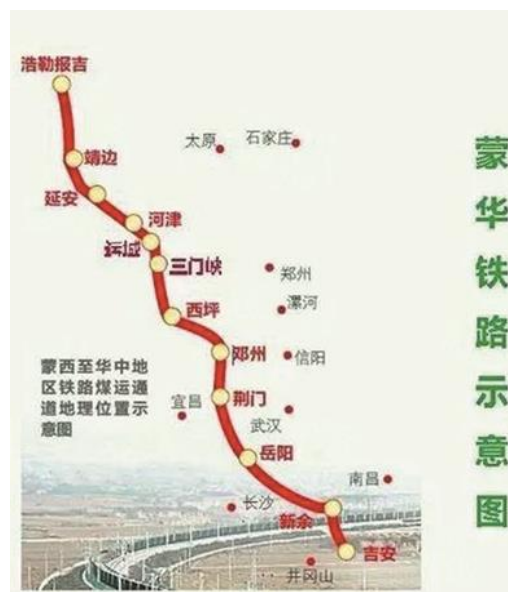 浩勒报吉
太原
石家庄
靖边
延安
河津
运城
三门峡
郑州
西坪
漯河
邓州
信阳
蒙西至华中地
区铁路煤运通
道地理位置示
意图
宜昌
荆门
武汉
岳阳
南昌
长沙
新余
吉安
井冈山
蒙华铁路示意图